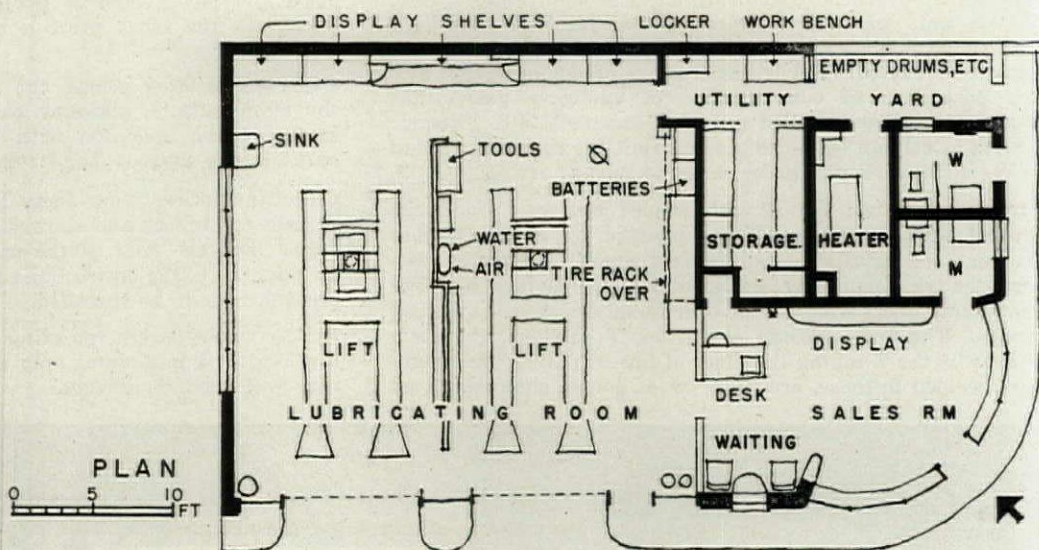 DISPLAY SHELVES
LOCKER
WORK BENCH
EMPTY DRUMS, ETC
UTILITY YARD
SINK
TOOLS
W
BATTERIES
WATER
STORAGE.
HEATER
AIR
M
TIRE RACK
OVER
LIFT
LIFT
DISPLAY
DESK
LUBRICATING ROOM
SALES RM
WAITING
PLAN
0 5 10
FT